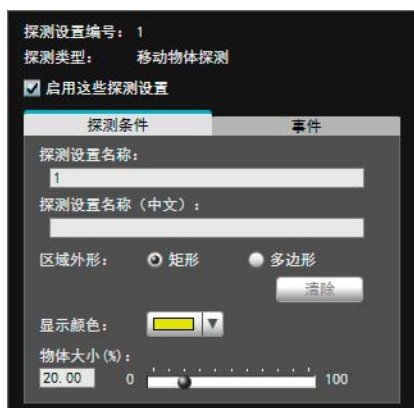 探测设置编号： 1
探测类型： 移动物体探测
启用这些探测设置
探测条件 事件
探测设置名称：
1
探测设置名称（中文）：
区域外形： 矩形 多边形
清除
显示颜色：
物体大小(%)：
20.00 0 100